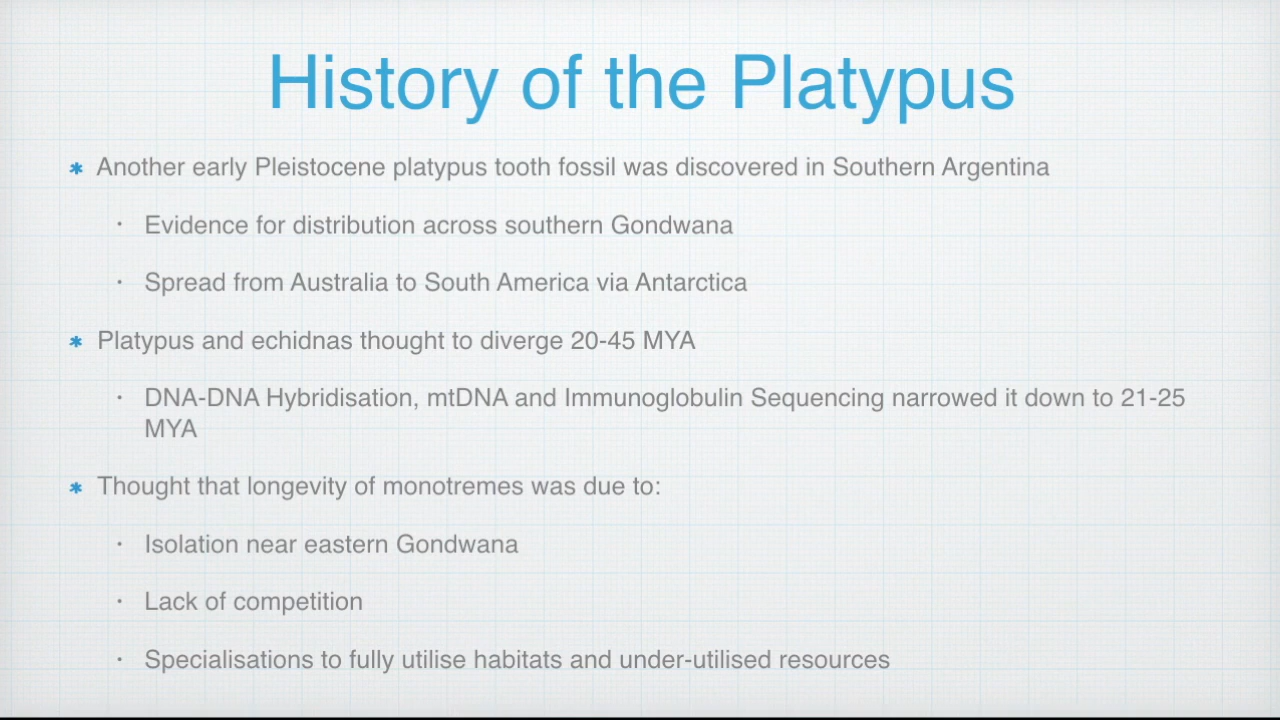 History of the Platypus
* Another early Pleistocene platypus tooth fossil was discovered in Southern Argentina
· Evidence for distribution across southern Gondwana
· Spread from Australia to South America via Antarctica
* Platypus and echidnas thought to diverge 20-45 MYA
· DNA-DNA Hybridisation, mtDNA and Immunoglobulin Sequencing narrowed it down to 21-25
MYA
* Thought that longevity of monotremes was due to:
· Isolation near eastern Gondwana
· Lack of competition
· Specialisations to fully utilise habitats and under-utilised resources